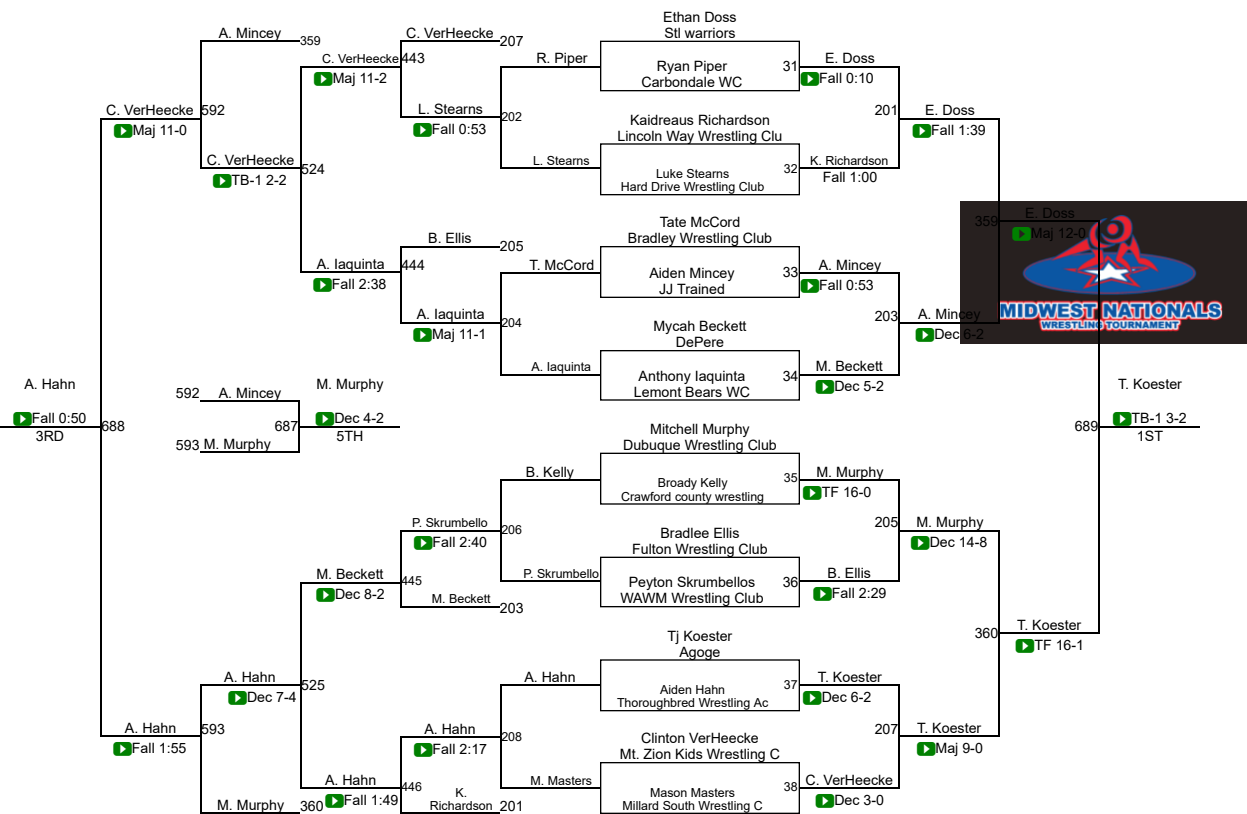 Ethan Doss
Stl warriors
A. Mincey
359
C. VerHeecke
207
R. Piper
C. VerHeecke
443
Maj 11-2
Ryan Piper
Carbondale WC
31
E. Doss
Fall 0:10
C. VerHeecke
592
Maj 11-0
L. Stearns
Fall 0:53
202
Kaidreaus Richardson
Lincoln Way Wrestling Clu
201
E. Doss
Fall 1:39
C. VerHeecke
524
TB-1 2-2
L. Stearns
Luke Stearns
Hard Drive Wrestling Club
32
K. Richardson
Fall 1:00
Tate McCord
Bradley Wrestling Club
359
E. Doss
Maj 12-0
B. Ellis
205
A. Iaquinta
444
Fall 2:38
T. McCord
Aiden Mincey
JJ Trained
33
A. Mincey
Fall 0:53
MIDWEST NATIONALS
WRESTLING TOURNAMENT
A. Iaquinta
Maj 11-1
204
Mycah Beckett
DePere
203
A. Mincey
Dec 6-2
A. Iaquinta
Anthony Iaquinta
Lemont Bears WC
34
M. Beckett
Dec 5-2
A. Hahn
Fall 0:50
3RD
688
592
A. Mincey
593
M. Murphy
687
M. Murphy
Dec 4-2
5TH
T. Koester
689
TB-1 3-2
1ST
Mitchell Murphy
Dubuque Wrestling Club
B. Kelly
Broady Kelly
Crawford county wrestling
35
M. Murphy
TF 16-0
P. Skrumbello
Fall 2:40
206
Bradlee Ellis
Fulton Wrestling Club
205
M. Murphy
Dec 14-8
M. Beckett
445
Dec 8-2
P. Skrumbello
Peyton Skrumbellos
WAWM Wrestling Club
36
B. Ellis
Fall 2:29
M. Beckett
203
Tj Koester
Agoge
360
T. Koester
TF 16-1
A. Hahn
525
Dec 7-4
A. Hahn
Aiden Hahn
Thoroughbred Wrestling Ac
37
T. Koester
Dec 6-2
A. Hahn
593
Fall 1:55
A. Hahn
Fall 2:17
208
Clinton VerHeecke
Mt. Zion Kids Wrestling C
207
T. Koester
Maj 9-0
A. Hahn
446
Fall 1:49
M. Masters
Mason Masters
Millard South Wrestling C
38
C. VerHeecke
Dec 3-0
M. Murphy
360
K.
Richardson
201